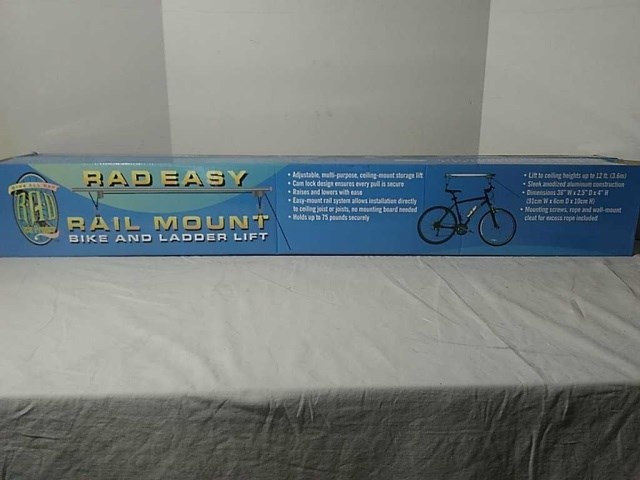 RAD
RAD EASY
RAIL MOUNT
BIKE AND LADDER LIFT
• Adjustable, multi-purpose, ceiling-mount storage lift
• Cam lock design ensures every pull is secure
• Raises and lowers with ease
• Easy-mount rail system allows installation directly
to ceiling joist or joists, no mounting board needed
• Holds up to 75 pounds securely
• Lift to ceiling heights up to 12 ft. (3.6m)
• Sleek anodized aluminum construction
• Dimensions 36" W x 2.5" D x 4" H
(91cm W x 6cm D x 10cm H)
• Mounting screws, rope and wall-mount
cleat for excess rope included